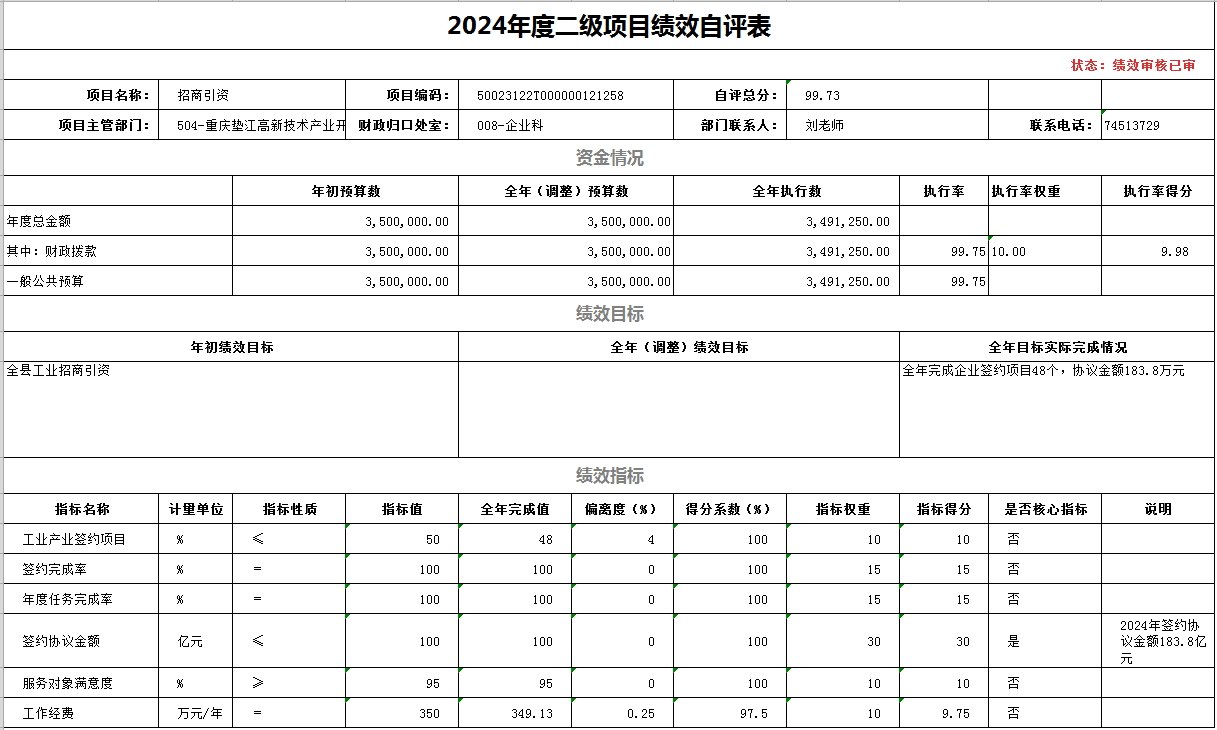 2024年度二级项目绩效自评表
状态：绩效审核已审
项目名称： 招商引资 项目编码： 50023122T000000121258 自评总分： 99.73
项目主管部门： 504-重庆垫江高新技术产业开 财政归口处室： 008-企业科 部门联系人： 刘老师 联系电话： 74513729
资金情况
年初预算数 全年（调整）预算数 全年执行数 执行率 执行率权重 执行率得分
年度总金额 3,500,000.00 3,500,000.00 3,491,250.00
其中：财政拨款 3,500,000.00 3,500,000.00 3,491,250.00 99.75 10.00 9.98
一般公共预算 3,500,000.00 3,500,000.00 3,491,250.00 99.75
绩效目标
年初绩效目标 全年（调整）绩效目标 全年目标实际完成情况
全县工业招商引资 全年完成企业签约项目48个，协议金额183.8万元
绩效指标
指标名称 计量单位 指标性质 指标值 全年完成值 偏离度（%） 得分系数（%） 指标权重 指标得分 是否核心指标 说明
工业产业签约项目 % ≤ 50 48 4 100 10 10 否
签约完成率 % = 100 100 0 100 15 15 否
年度任务完成率 % = 100 100 0 100 15 15 否
签约协议金额 亿元 ≤ 100 100 0 100 30 30 是 2024年签约协
议金额183.8亿
元
服务对象满意度 % ≥ 95 95 0 100 10 10 否
工作经费 万元/年 = 350 349.13 0.25 97.5 10 9.75 否